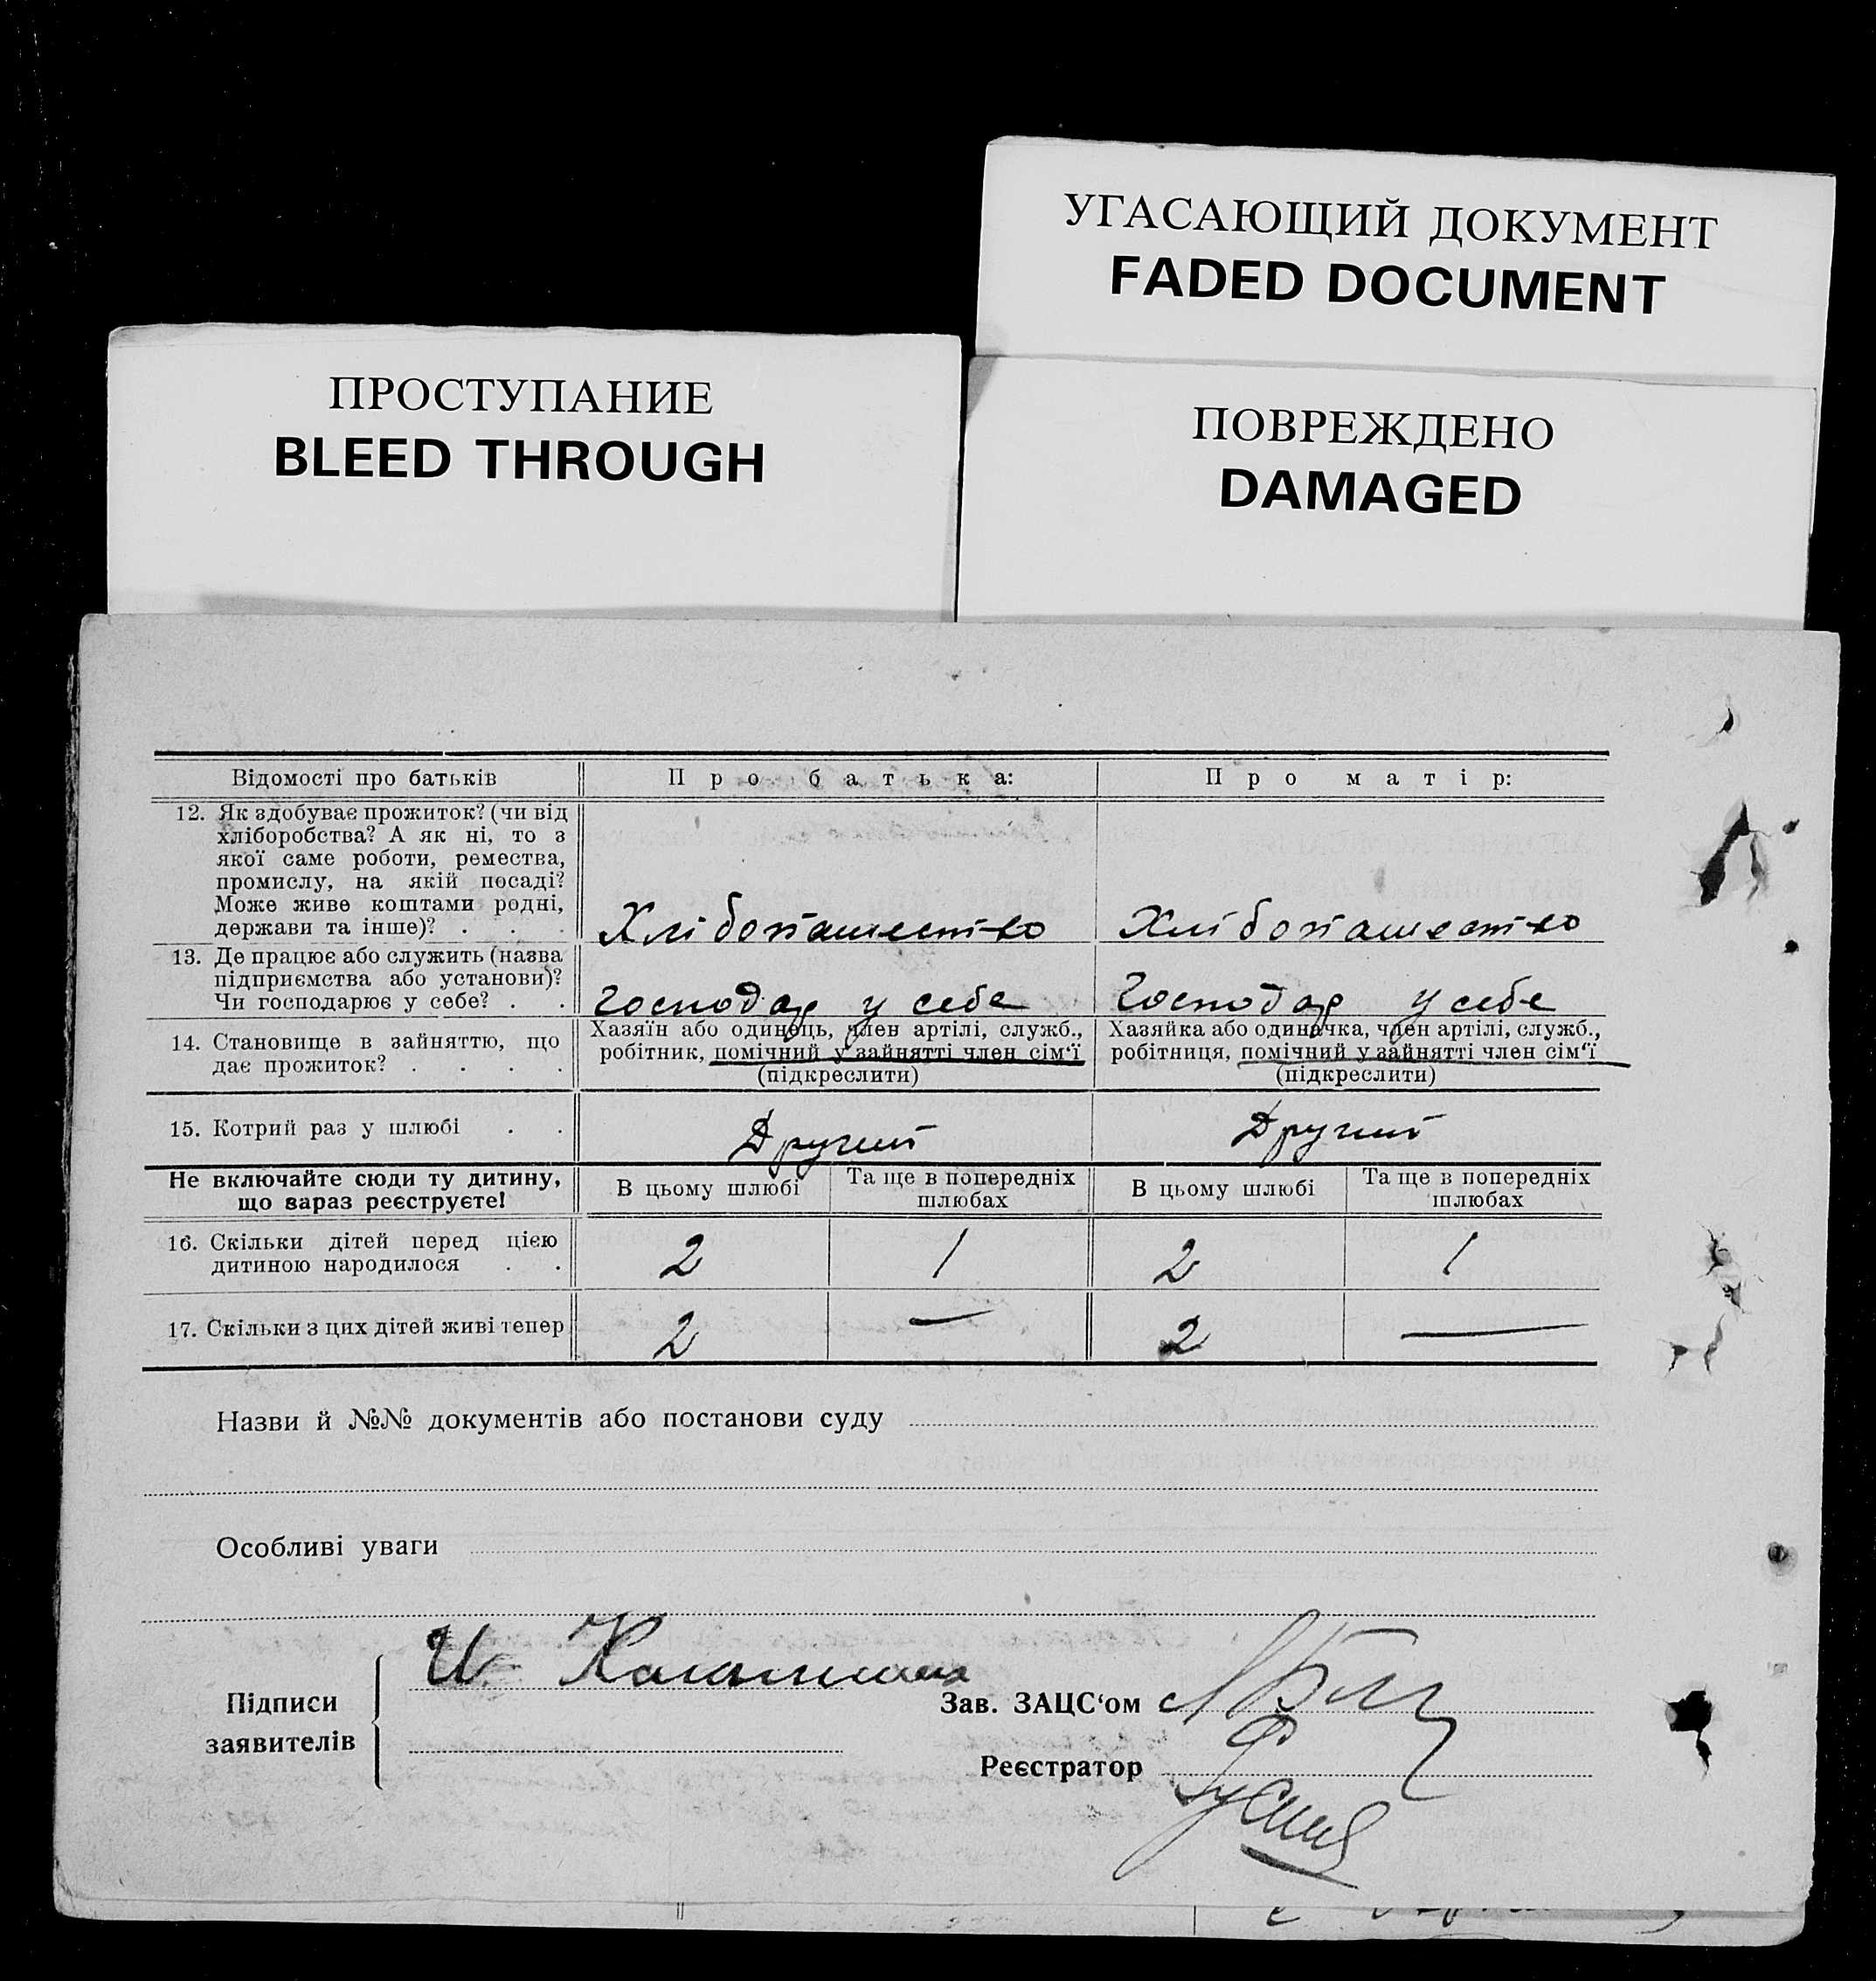 УГАСАЮЩИЙ ДОКУМЕНТ
FADED DOCUMENT
ПРОСТУПАНИЕ
BLEED THROUGH
ПОВРЕЖДЕНО
DAMAGED
Відомості про батьків
Про батька:
Про матір:
12. Як здобуває прожиток? (чи від
хліборобства? А як ні, то з
якої саме роботи, ремества,
промислу, на якій посаді?
Може живе коштами родні,
держави та інше)? . . .
Хлібопашество
Хлібопашество
13. Де працює або служить (назва
підприємства або установи)?
Чи господарює у себе? . .
Господар у себе
Господар у себе
14. Становище в зайняттю, що
дає прожиток? . . . .
Хазяїн або одинець, член артілі, служб.,
робітник, помічний у зайнятті член сім‘ї
(підкреслити)
Хазяйка або одиначка, член артілі, служб.,
робітниця, помічний у зайнятті член сім‘ї
(підкреслити)
15. Котрий раз у шлюбі . .
Другий
Другий
Не включайте сюди ту дитину,
що зараз реєструєте!
В цьому шлюбі
Та ще в попередніх
шлюбах
В цьому шлюбі
Та ще в попередніх
шлюбах
16. Скільки дітей перед цією
дитиною народилося . .
2
1
2
1
17. Скільки з цих дітей живі тепер
2
—
2
—
Назви й №№ документів або постанови суду
Особливі уваги
Підписи
заявителів
И.
Зав. ЗАЦС‘ом
Реєстратор